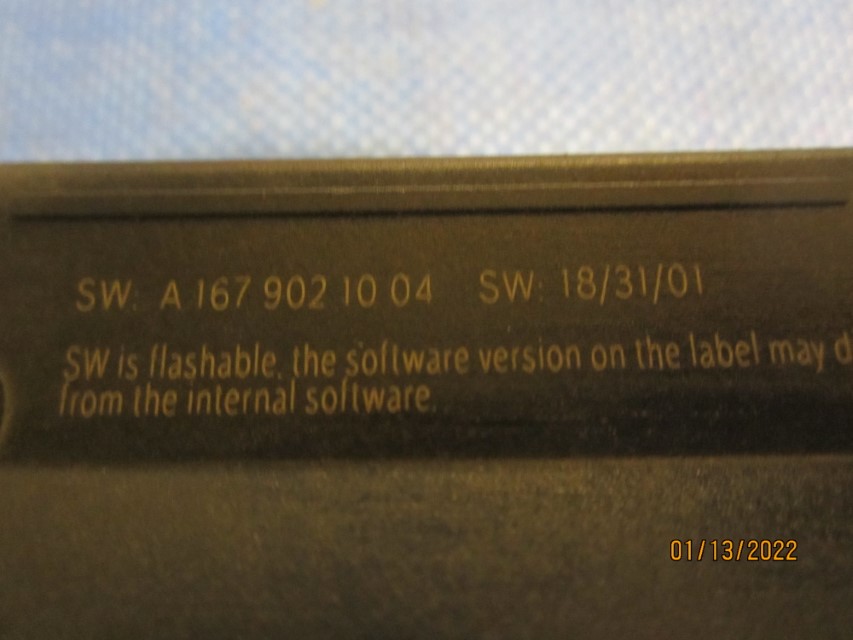 SW: A 167 902 10 04 SW: 18/31/01
SW is flashable, the software version on the label may d
from the internal software.
01/13/2022